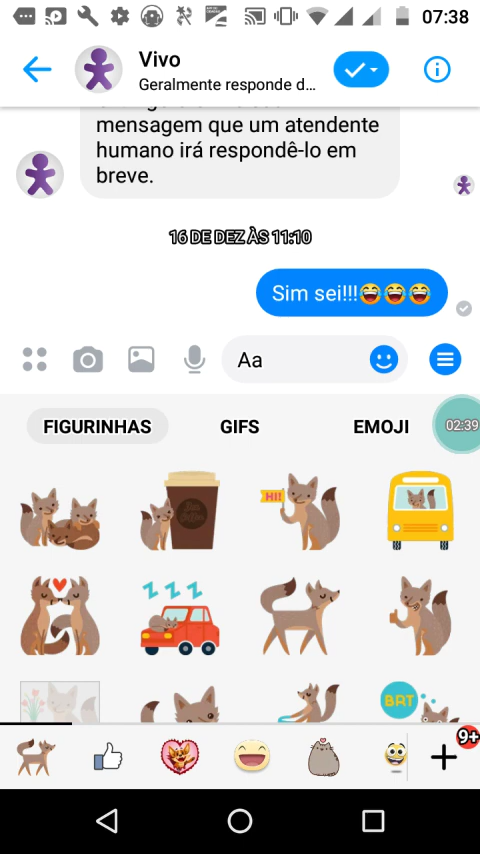 07:38
Vivo
Geralmente responde d...
mensagem que um atendente
humano irá respondê-lo em
breve.
16 DE DEZ ÀS 11:10
Sim sei!!!😂😂😂
Aa
FIGURINHAS GIFS EMOJI
02:39
HI!
Z Z Z
BRT
9+